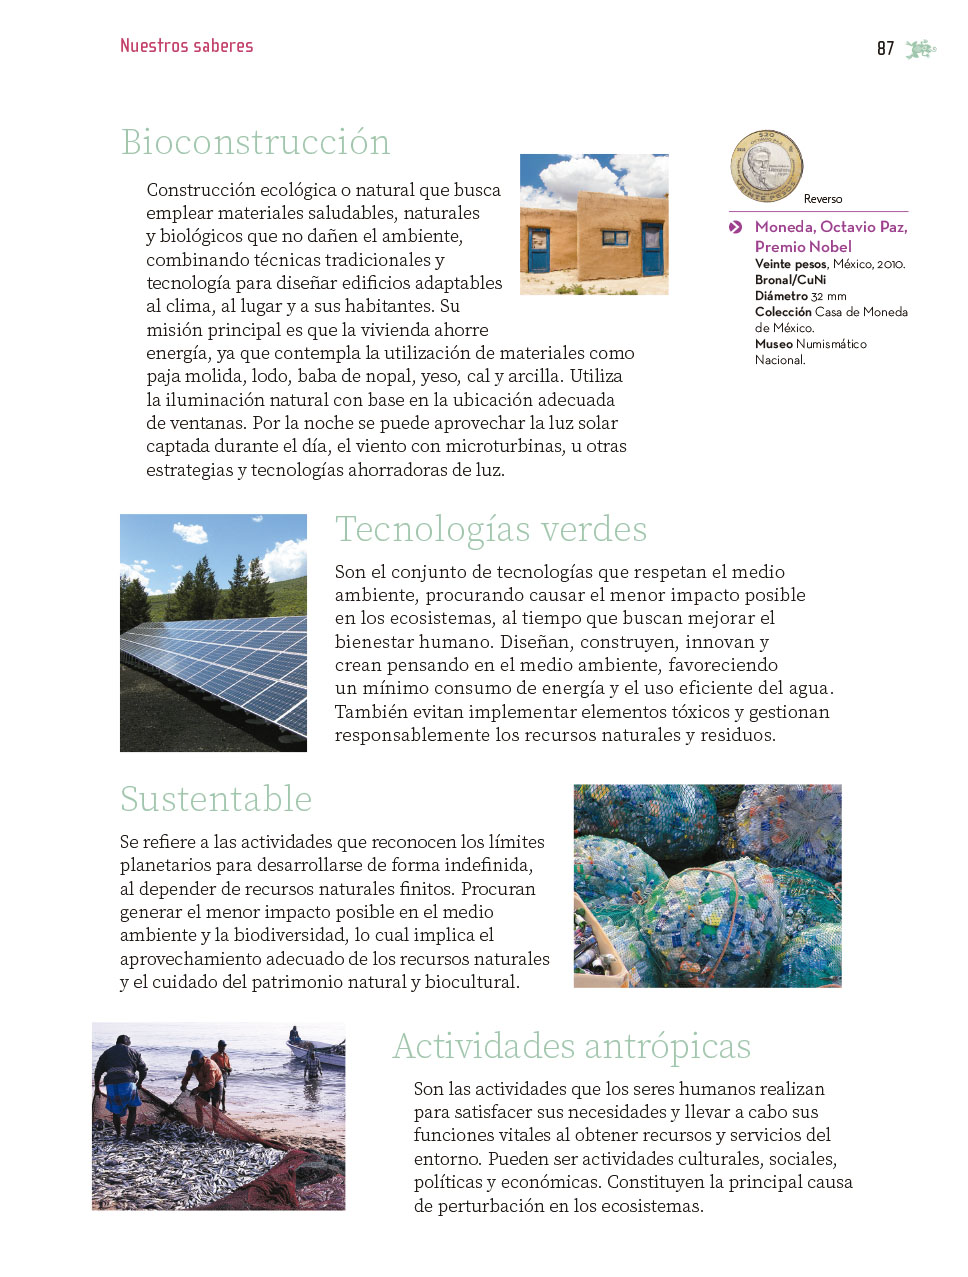 Nuestros saberes
87
Bioconstrucción
Construcción ecológica o natural que busca
emplear materiales saludables, naturales
y biológicos que no dañen el ambiente,
combinando técnicas tradicionales y
tecnología para diseñar edificios adaptables
al clima, al lugar y a sus habitantes. Su
misión principal es que la vivienda ahorre
energía, ya que contempla la utilización de materiales como
paja molida, lodo, baba de nopal, yeso, cal y arcilla. Utiliza
la iluminación natural con base en la ubicación adecuada
de ventanas. Por la noche se puede aprovechar la luz solar
captada durante el día, el viento con microturbinas, u otras
estrategias y tecnologías ahorradoras de luz.
$20
VEINTE PESOS
Reverso
Moneda, Octavio Paz,
Premio Nobel
Veinte pesos, México, 2010.
Bronal/CuNi
Diámetro 32 mm
Colección Casa de Moneda
de México.
Museo Numismático
Nacional.
Tecnologías verdes
Son el conjunto de tecnologías que respetan el medio
ambiente, procurando causar el menor impacto posible
en los ecosistemas, al tiempo que buscan mejorar el
bienestar humano. Diseñan, construyen, innovan y
crean pensando en el medio ambiente, favoreciendo
un mínimo consumo de energía y el uso eficiente del agua.
También evitan implementar elementos tóxicos y gestionan
responsablemente los recursos naturales y residuos.
Sustentable
Se refiere a las actividades que reconocen los límites
planetarios para desarrollarse de forma indefinida,
al depender de recursos naturales finitos. Procuran
generar el menor impacto posible en el medio
ambiente y la biodiversidad, lo cual implica el
aprovechamiento adecuado de los recursos naturales
y el cuidado del patrimonio natural y biocultural.
Actividades antrópicas
Son las actividades que los seres humanos realizan
para satisfacer sus necesidades y llevar a cabo sus
funciones vitales al obtener recursos y servicios del
entorno. Pueden ser actividades culturales, sociales,
políticas y económicas. Constituyen la principal causa
de perturbación en los ecosistemas.